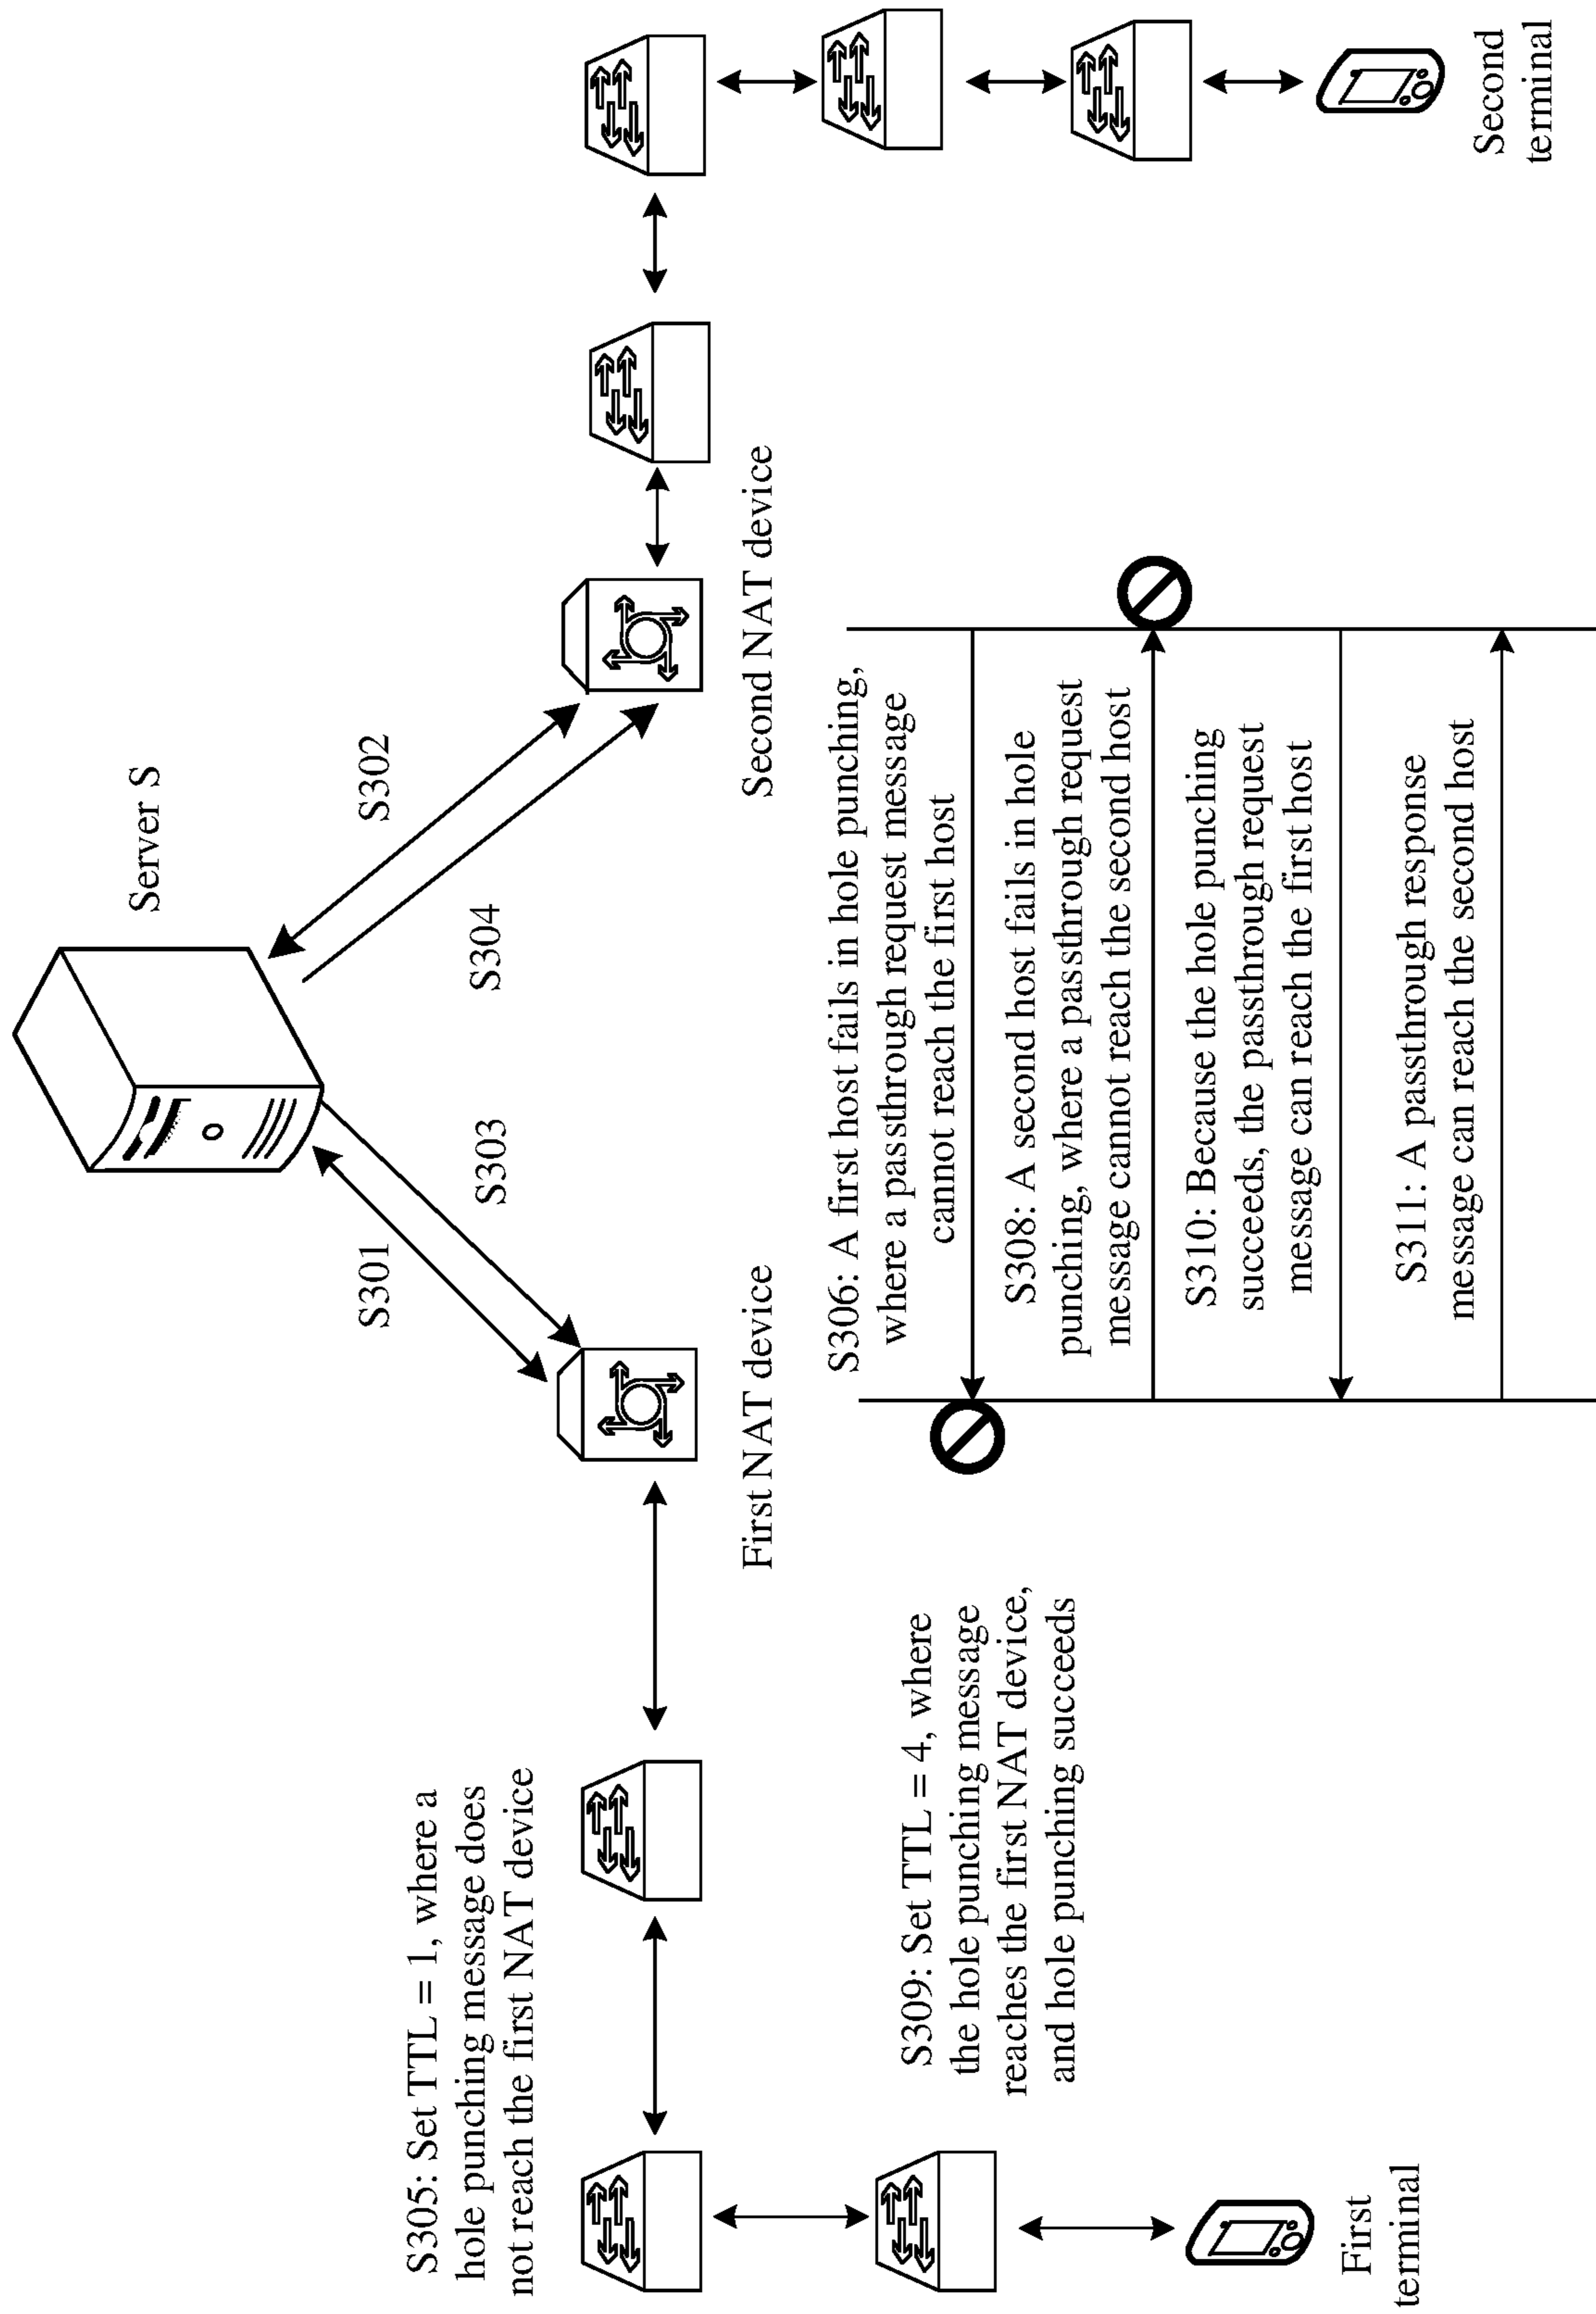 Server S
S301
S303
S302
S304
First NAT device
Second NAT device
S305: Set TTL = 1, where a
hole punching message does
not reach the first NAT device
S306: A first host fails in hole punching,
where a passthrough request message
cannot reach the first host
S308: A second host fails in hole
punching, where a passthrough request
message cannot reach the second host
S309: Set TTL = 4, where
the hole punching message
reaches the first NAT device,
and hole punching succeeds
S310: Because the hole punching
succeeds, the passthrough request
message can reach the first host
S311: A passthrough response
message can reach the second host
First
terminal
Second
terminal